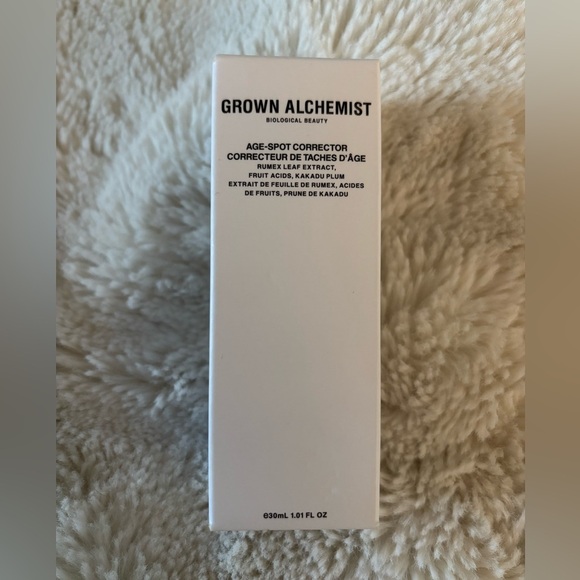 GROWN ALCHEMIST
BIOLOGICAL BEAUTY
AGE-SPOT CORRECTOR
CORRECTEUR DE TACHES D'ÂGE
RUMEX LEAF EXTRACT,
FRUIT ACIDS, KAKADU PLUM
EXTRAIT DE FEUILLE DE RUMEX, ACIDES
DE FRUITS, PRUNE DE KAKADU
℮30mL 1.01 FL OZ